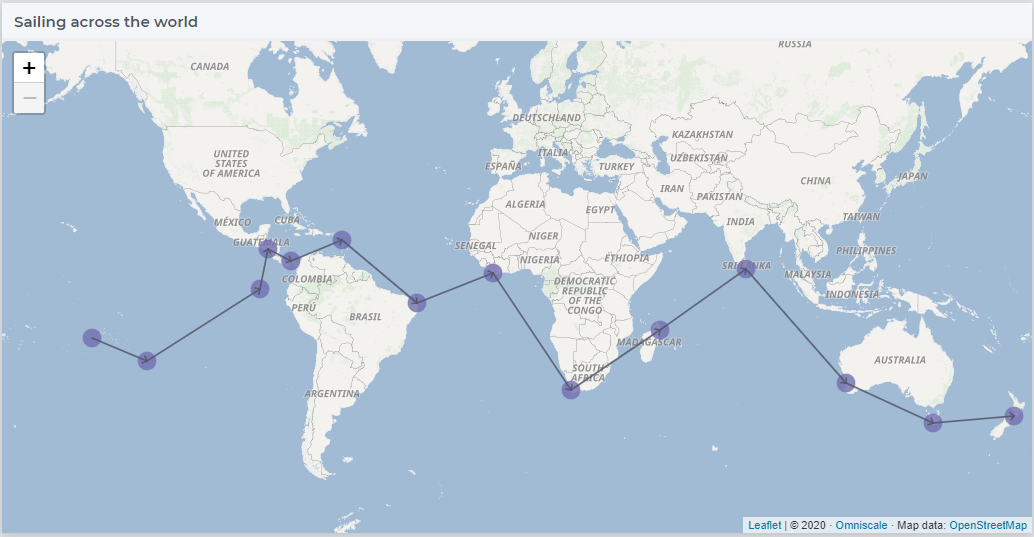 Sailing across the world
+
−
RUSSIA
CANADA
DEUTSCHLAND
KAZAKHSTAN
ITALIA
UNITED
STATES
OF AMERICA
ESPAÑA
TURKEY
UZBEKISTAN
JAPAN
CHINA
IRAN
PAKISTAN
ALGERIA
EGYPT
TAIWAN
MÉXICO
CUBA
INDIA
NIGER
GUATEMALA
SENEGAL
PHILIPPINES
NIGERIA
ETHIOPIA
SRI LANKA
MALAYSIA
COLOMBIA
DEMOCRATIC
REPUBLIC
OF THE
CONGO
INDONESIA
PERÚ
BRASIL
MADAGASCAR
AUSTRALIA
SOUTH
AFRICA
ARGENTINA
Leaflet | © 2020 · Omniscale · Map data: OpenStreetMap